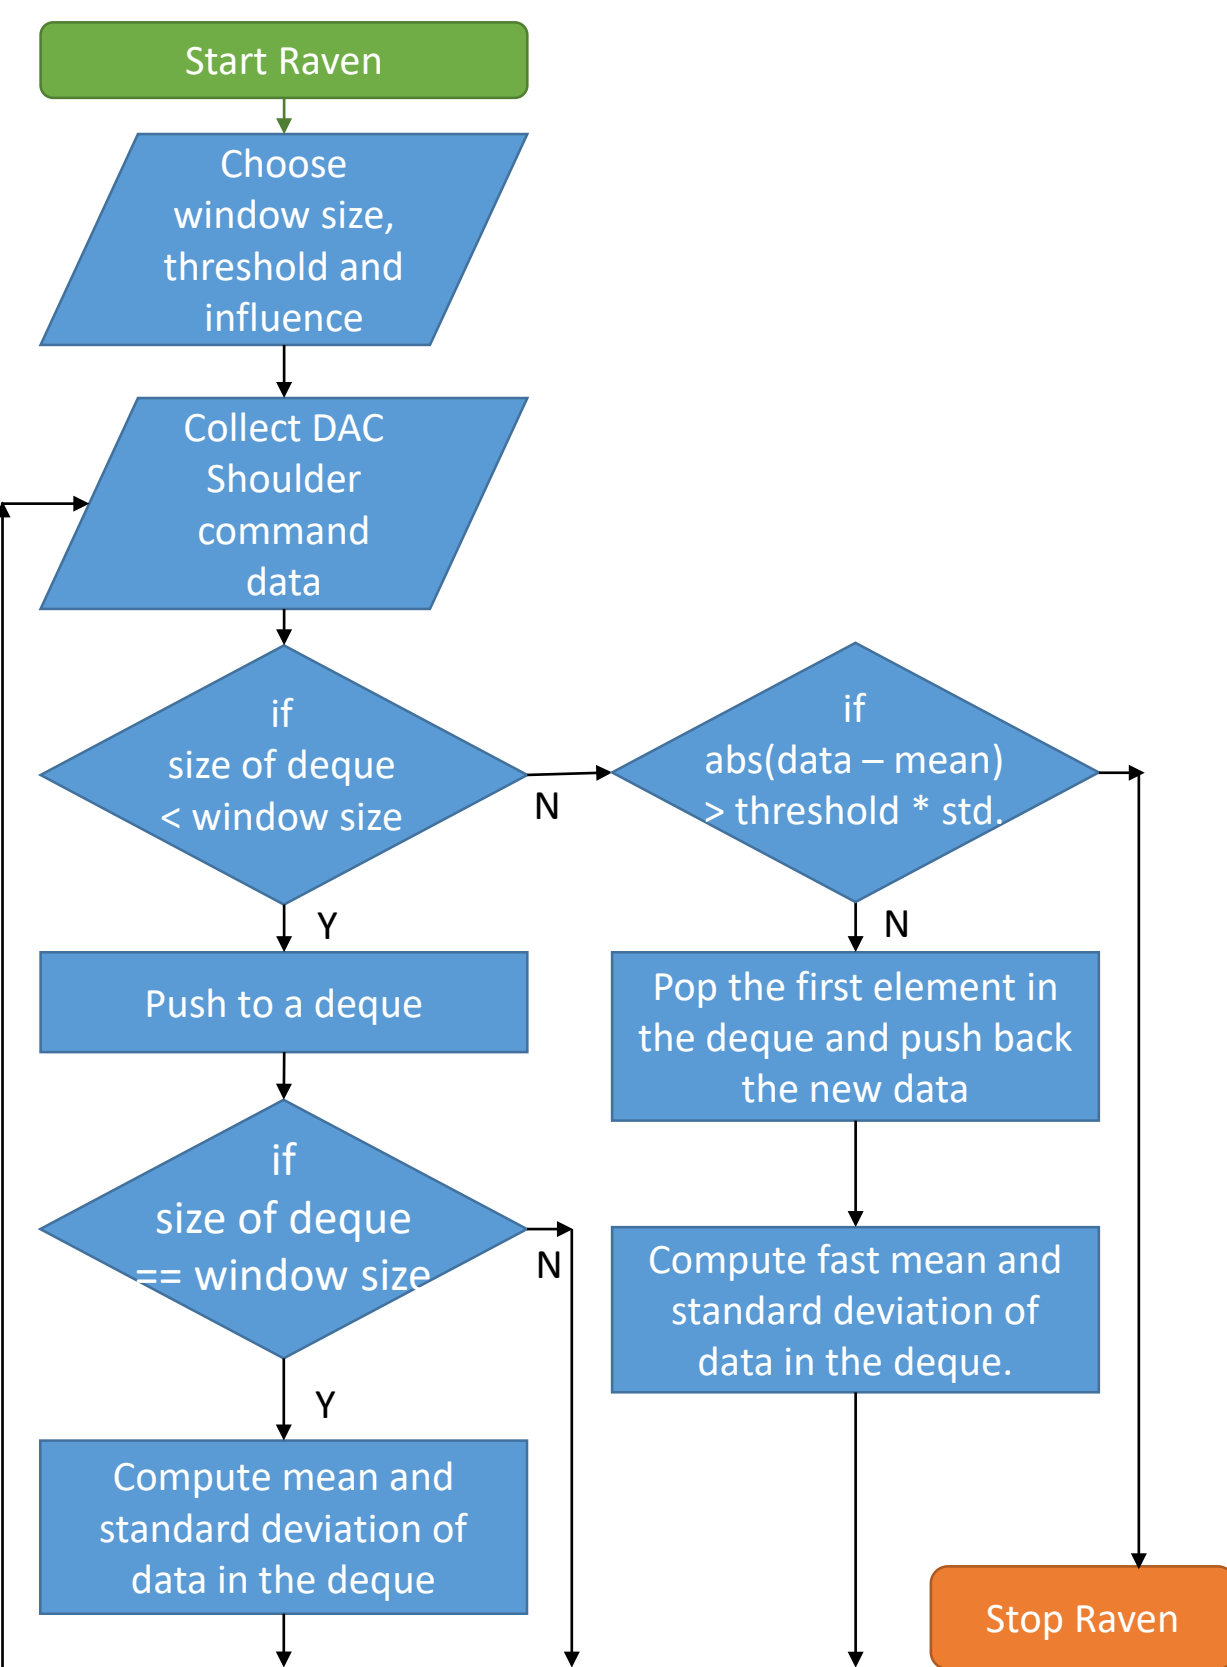 Start Raven
Choose
window size,
threshold and
influence
Collect DAC
Shoulder
command
data
if
size of deque
< window size
N
Y
if
abs(data – mean)
> threshold * std.
N
Push to a deque
Pop the first element in
the deque and push back
the new data
if
size of deque
== window size
N
Y
Compute fast mean and
standard deviation of
data in the deque.
Compute mean and
standard deviation of
data in the deque
Stop Raven